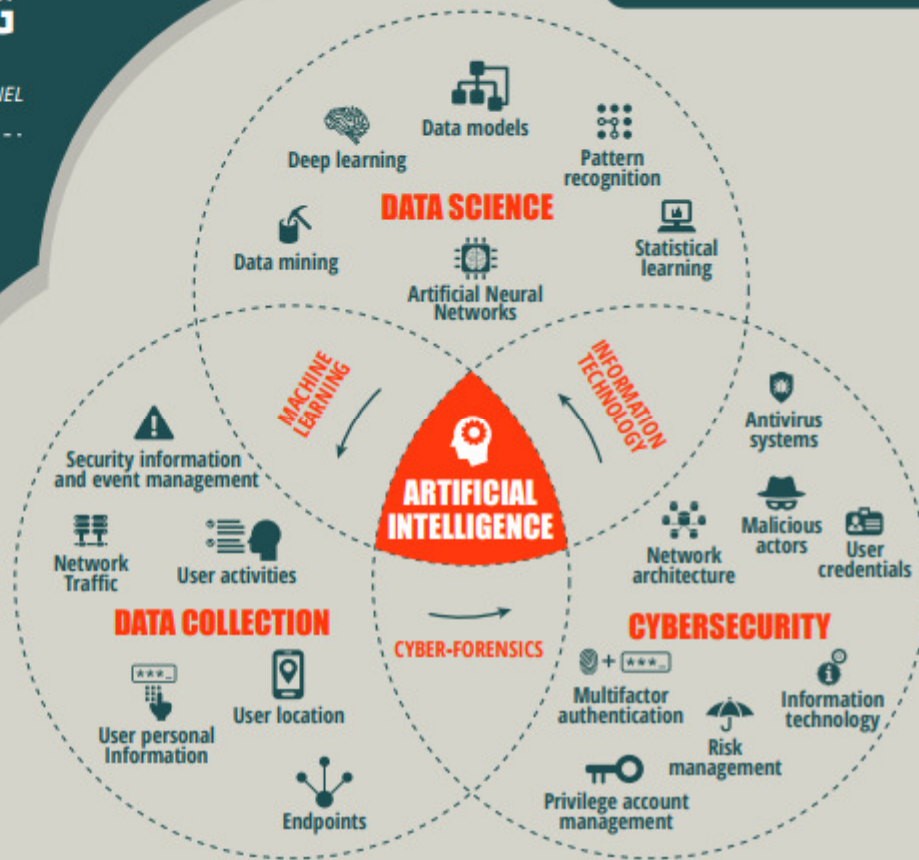 G
Data models
Deep learning
Pattern
recognition
DATA SCIENCE
Data mining
Statistical
learning
Artificial Neural
Networks
MACHINE
LEARNING
INFORMATION
TECHNOLOGY
ARTIFICIAL
INTELLIGENCE
Security information
and event management
Network
Traffic
User activities
DATA COLLECTION
***_
User personal
Information
User location
Endpoints
CYBER-FORENSICS
Antivirus
systems
Malicious
actors
User
credentials
Network
architecture
CYBERSECURITY
+ ***_
Multifactor
authentication
i
Information
technology
Risk
management
Privilege account
management